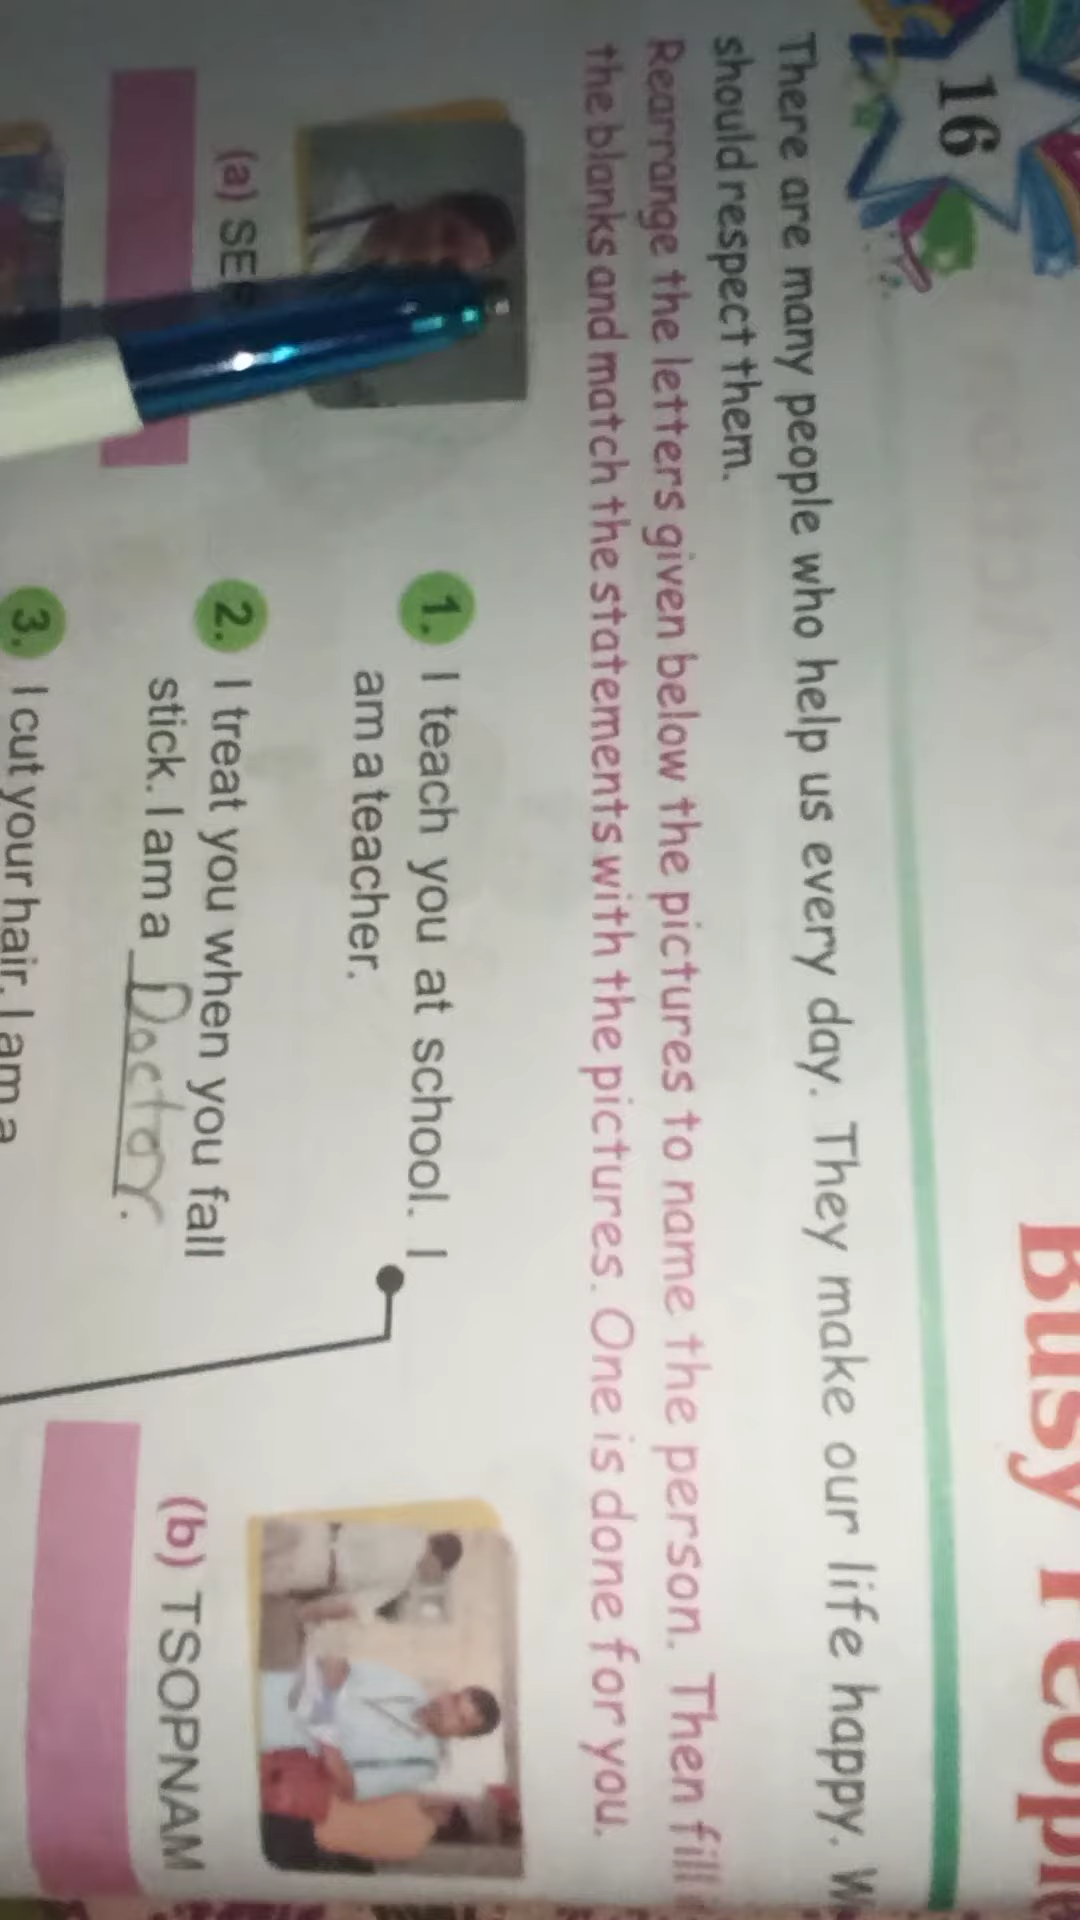 16
Busy People
There are many people who help us every day. They make our life happy.
should respect them.
Rearrange the letters given below the pictures to name the person. Then fill
the blanks and match the statements with the pictures. One is done for you.
(a)
1. I teach you at school. I
am a teacher.
2. I treat you when you fall
stick. I am a Doctor.
3. I cut your hair. I am a
(b) TSOPNAM